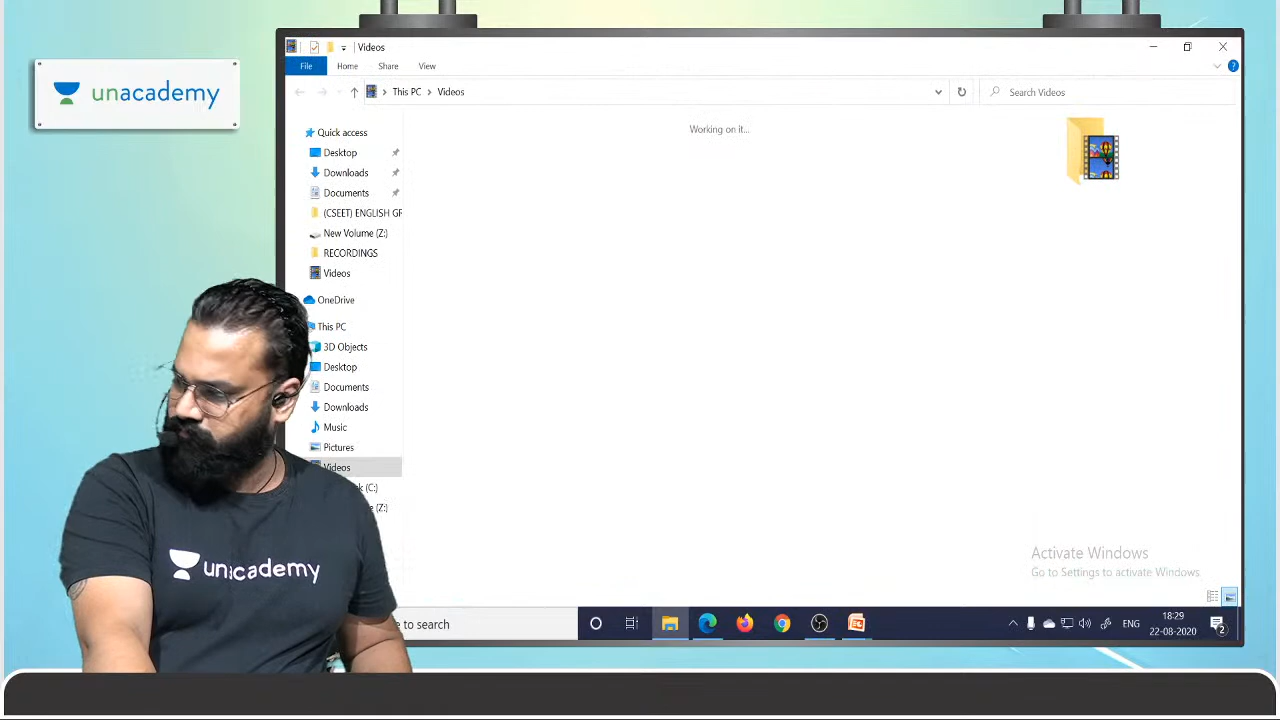 unacademy
Videos
File Home Share View
This PC Videos
Search Videos
Working on it...
Quick access
Desktop
Downloads
Documents
(CSEET) ENGLISH GR
New Volume (Z:)
RECORDINGS
Videos
OneDrive
This PC
3D Objects
Desktop
Documents
Downloads
Music
Pictures
Videos
(C:)
(Z:)
unacademy
Activate Windows
Go to Settings to activate Windows.
to search
ENG
18:29
22-08-2020
2